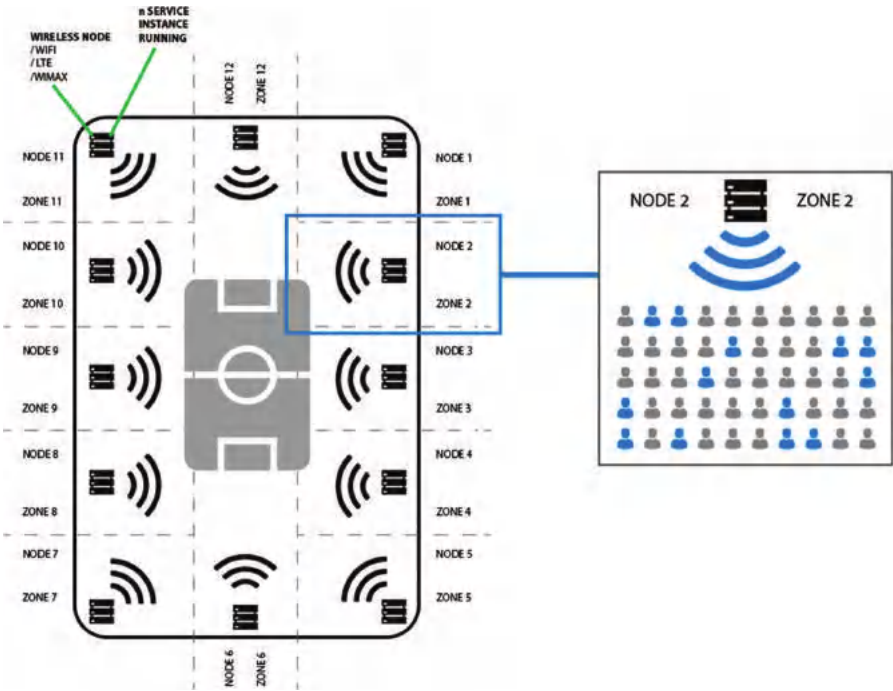 n SERVICE
INSTANCE
RUNNING
WIRELESS NODE
/WIFI
/LTE
/WIMAX
NODE 12
ZONE 12
NODE 11
ZONE 11
NODE 1
ZONE 1
NODE 10
ZONE 10
NODE 2
ZONE 2
NODE 9
ZONE 9
NODE 3
ZONE 3
NODE 8
ZONE 8
NODE 4
ZONE 4
NODE 7
ZONE 7
NODE 5
ZONE 5
NODE 6
ZONE 6
NODE 2
ZONE 2